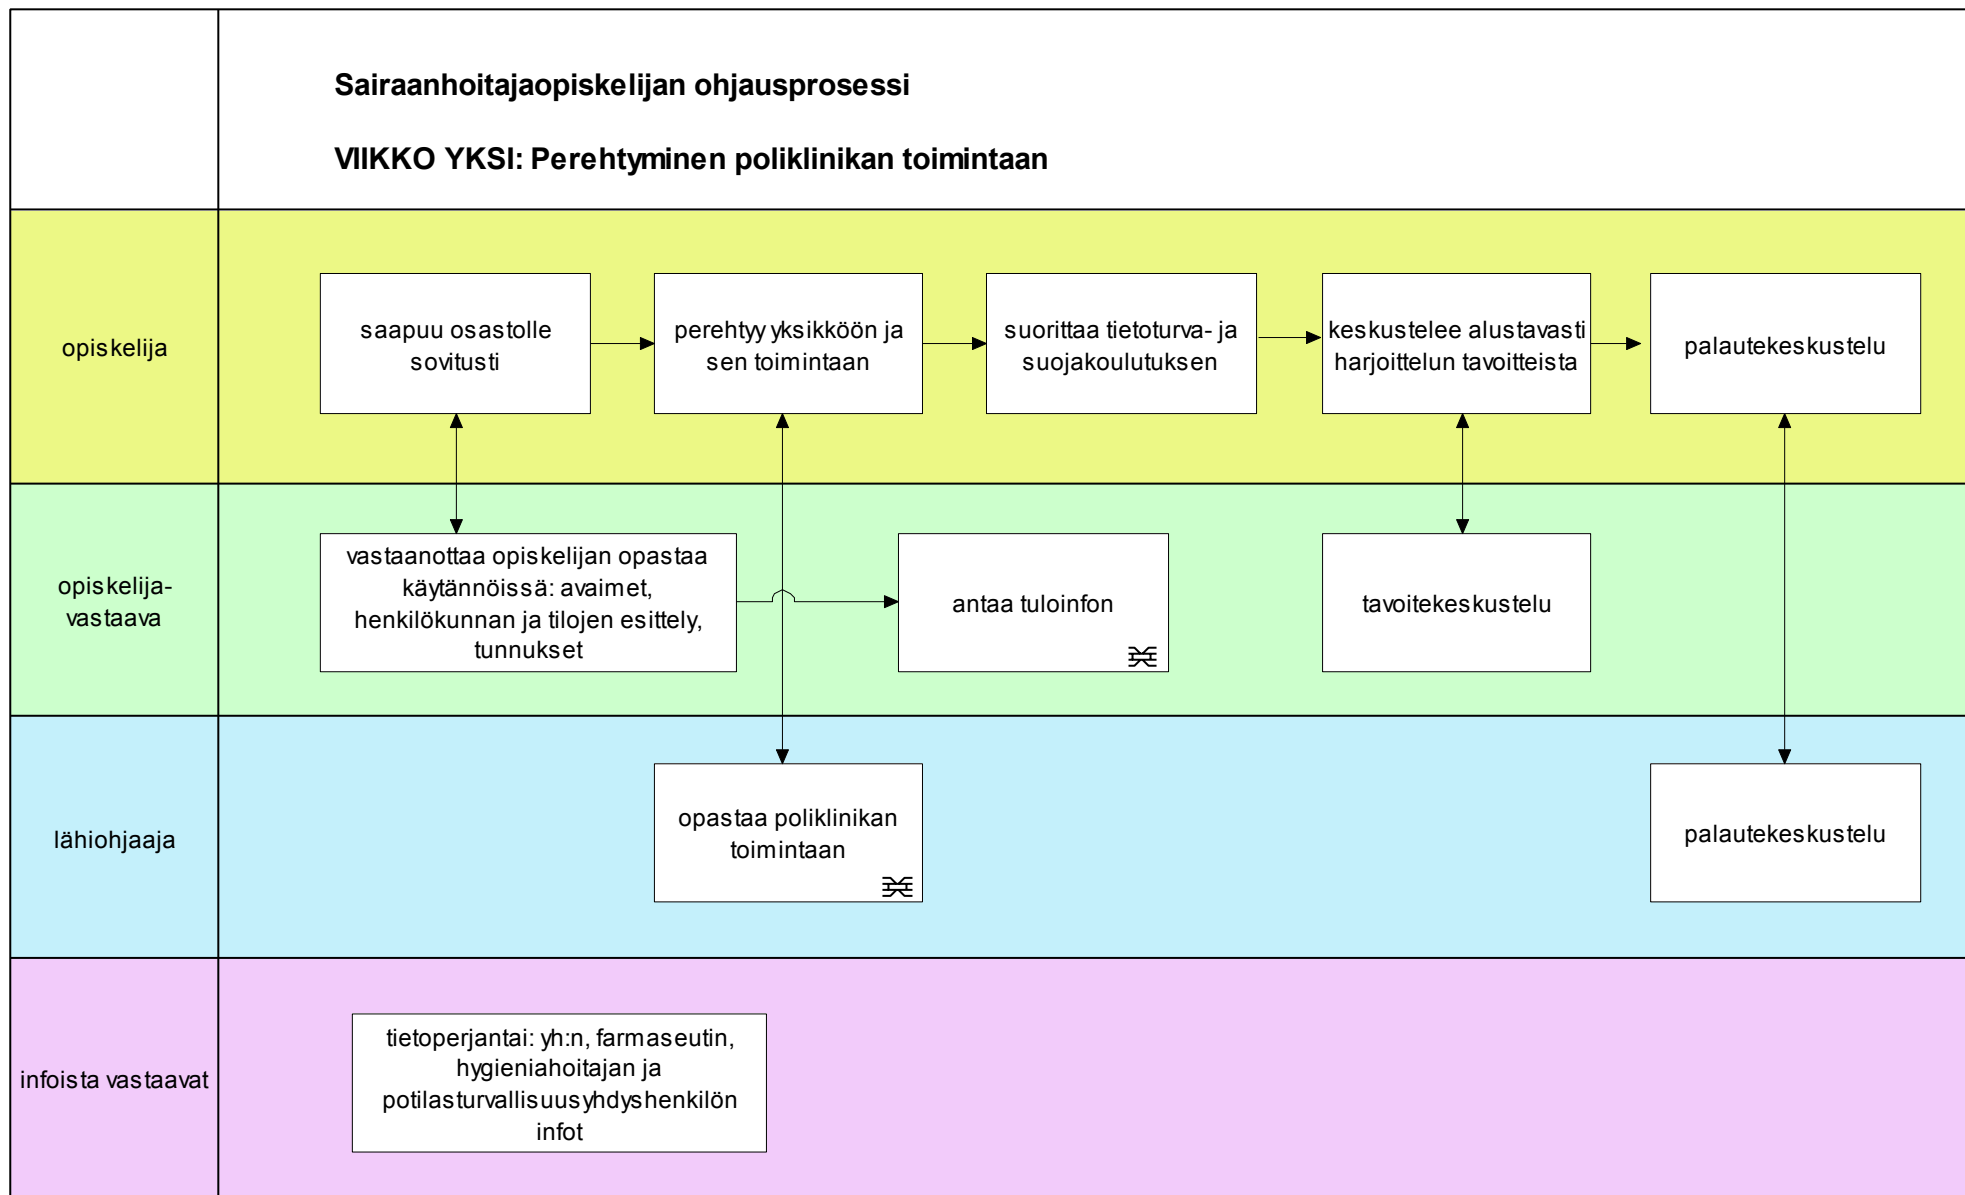 Sairaanhoitajaopiskelijan ohjausprosessi
VIIKKO YKSI: Perehtyminen poliklinikan toimintaan
opiskelija
saapuu osastolle
sovitusti
perehtyy yksikköön ja
sen toimintaan
suorittaa tietoturva- ja
suojakoulutuksen
keskustelee alustavasti
harjoittelun tavoitteista
palautekeskustelu
opiskelija-
vastaava
vastaanottaa opiskelijan opastaa
käytännöissä: avaimet,
henkilökunnan ja tilojen esittely,
tunnukset
antaa tuloinfon
tavoitekeskustelu
lähiohjaaja
opastaa poliklinikan
toimintaan
palautekeskustelu
infoista vastaavat
tietoperjantai: yh:n, farmaseutin,
hygieniahoitajan ja
potilasturvallisuusyhdyshenkilön
infot